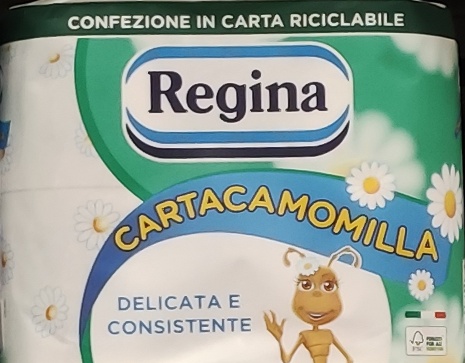 CONFEZIONE IN CARTA RICICLABILE
Regina
CARTACAMOMILLA
DELICATA E
CONSISTENTE